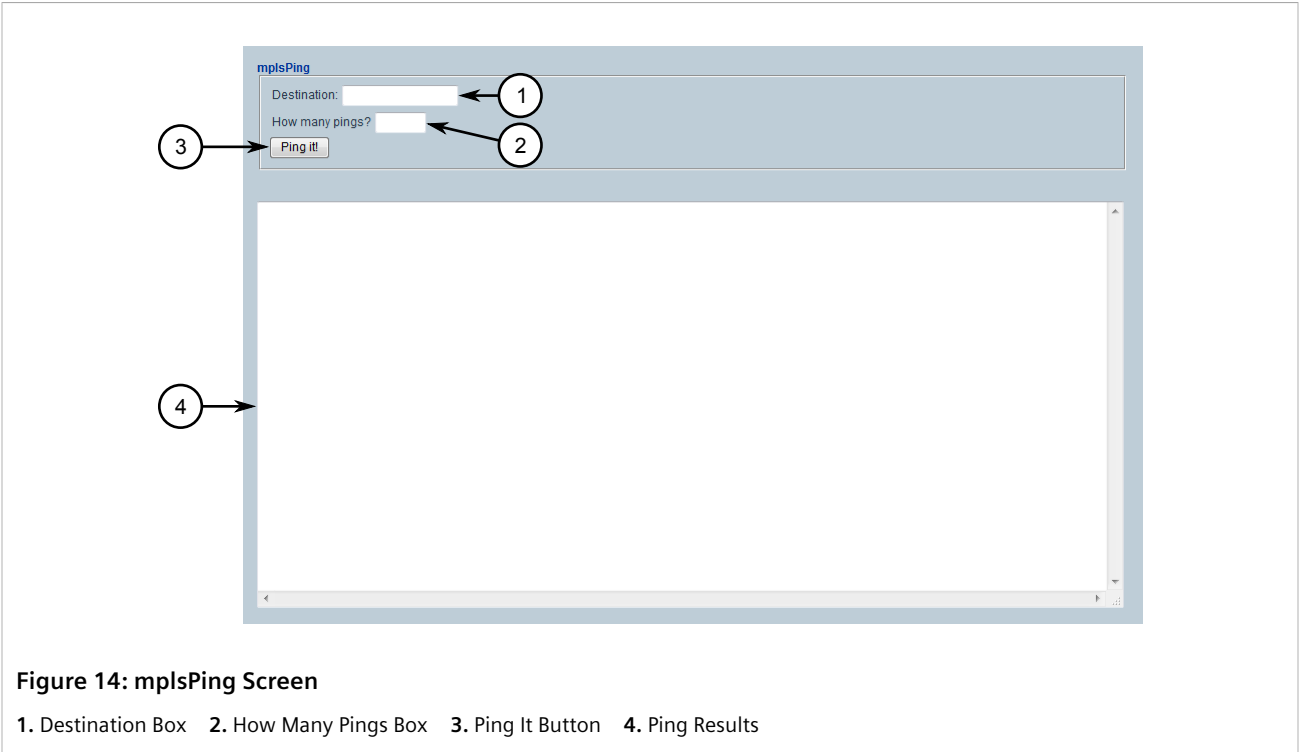 mplsPing
Destination:
1
How many pings?
2
3
Ping it!
4
Figure 14: mplsPing Screen
1. Destination Box 2. How Many Pings Box 3. Ping It Button 4. Ping Results